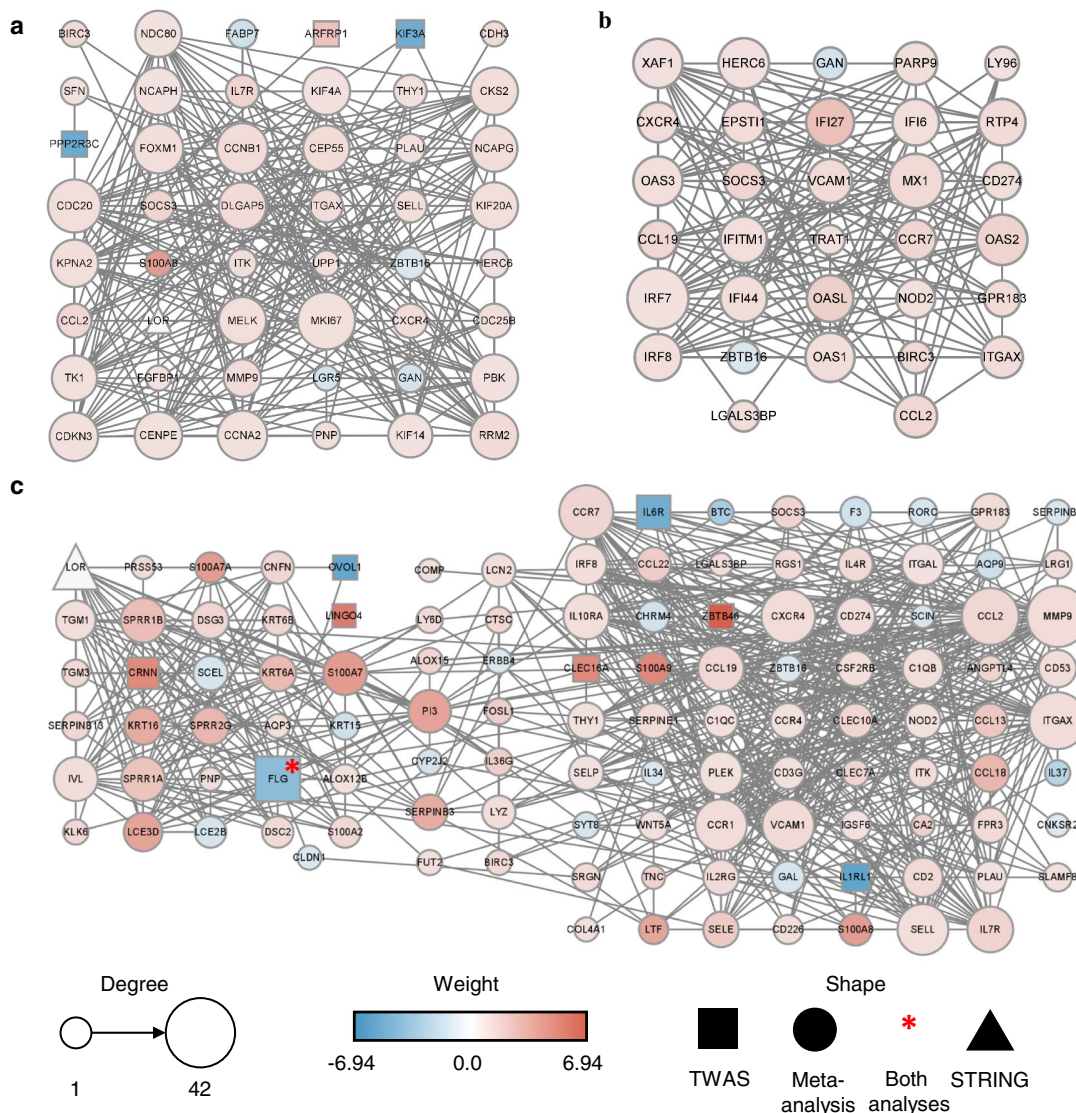 a
BIRC3 NDC80 FABP7 ARFRP1 KIF3A CDH3
SFN NCAPH IL7R KIF4A THY1 CKS2
PPP2R3C FOXM1 CCNB1 CEP55 PLAU NCAPG
CDC20 SOCS3 DLGAP5 ITGAX SELL KIF20A
KPNA2 S100A8 ITK UPP1 ZBTB16 HERC6
CCL2 LOR MELK MKI67 CXCR4 CDC25B
TK1 FGFBP1 MMP9 LGR5 GAN PBK
CDKN3 CENPE CCNA2 PNP KIF14 RRM2
b
XAF1 HERC6 GAN PARP9 LY96
CXCR4 EPSTI1 IFI27 IFI6 RTP4
OAS3 SOCS3 VCAM1 MX1 CD274
CCL19 IFITM1 TRAT1 CCR7 OAS2
IRF7 IFI44 OASL NOD2 GPR183
IRF8 ZBTB16 OAS1 BIRC3 ITGAX
LGALS3BP CCL2
c
CCR7 IL6R BTC SOCS3 F3 RORC GPR183 SERPINB
LOR PRSS53 S100A7A CNFN OVOL1 COMP LCN2 IRF8 CCL22 LGALS3BP RGS1 IL4R ITGAL AQP9 LRG1
TGM1 SPRR1B DSG3 KRT6B LINGO4 LY6D CTSC IL10RA CHRM4 ZBTB46 CXCR4 CD274 SCIN CCL2 MMP9
TGM3 CRNN SCEL KRT6A S100A7 ALOX15 ERBB4 CLEC16A S100A9 CCL19 ZBTB16 CSF2RB C1QB ANGPTL4 CD53
SERPINB13 KRT16 SPRR2G AQP3 KRT15 PI3 FOSL1 THY1 SERPINE1 C1QC CCR4 CLEC10A NOD2 CCL13 ITGAX
IVL SPRR1A PNP FLG * ALOX12B CYP2J2 IL36G SELP IL34 PLEK CD3G CLEC7A ITK CCL18 IL37
KLK6 LCE3D LCE2B DSC2 S100A2 SERPINB3 LYZ SYT8 WNT5A CCR1 VCAM1 IGSF6 CA2 FPR3 CNKSR2
CLDN1 FUT2 BIRC3 SRGN TNC IL2RG GAL IL1RL1 CD2 PLAU SLAMF8
COL4A1 LTF SELE CD226 S100A8 SELL IL7R
Degree Weight Shape
*
1 42 -6.94 0.0 6.94
TWAS Meta- Both STRING
analysis analyses